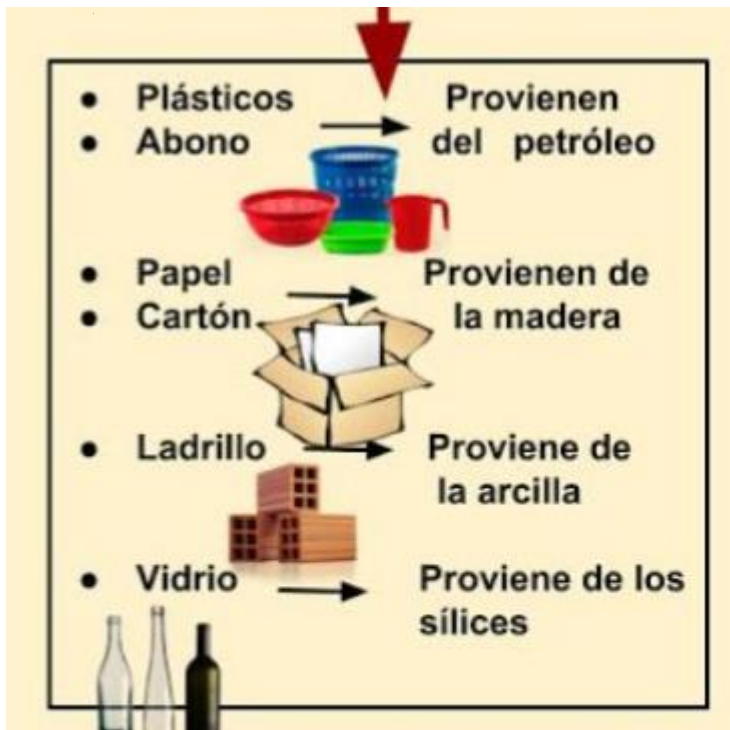 • Plásticos
• Abono
Provienen
del petróleo
• Papel
• Cartón
Provienen de
la madera
• Ladrillo
Proviene de
la arcilla
• Vidrio
Proviene de los
sílices